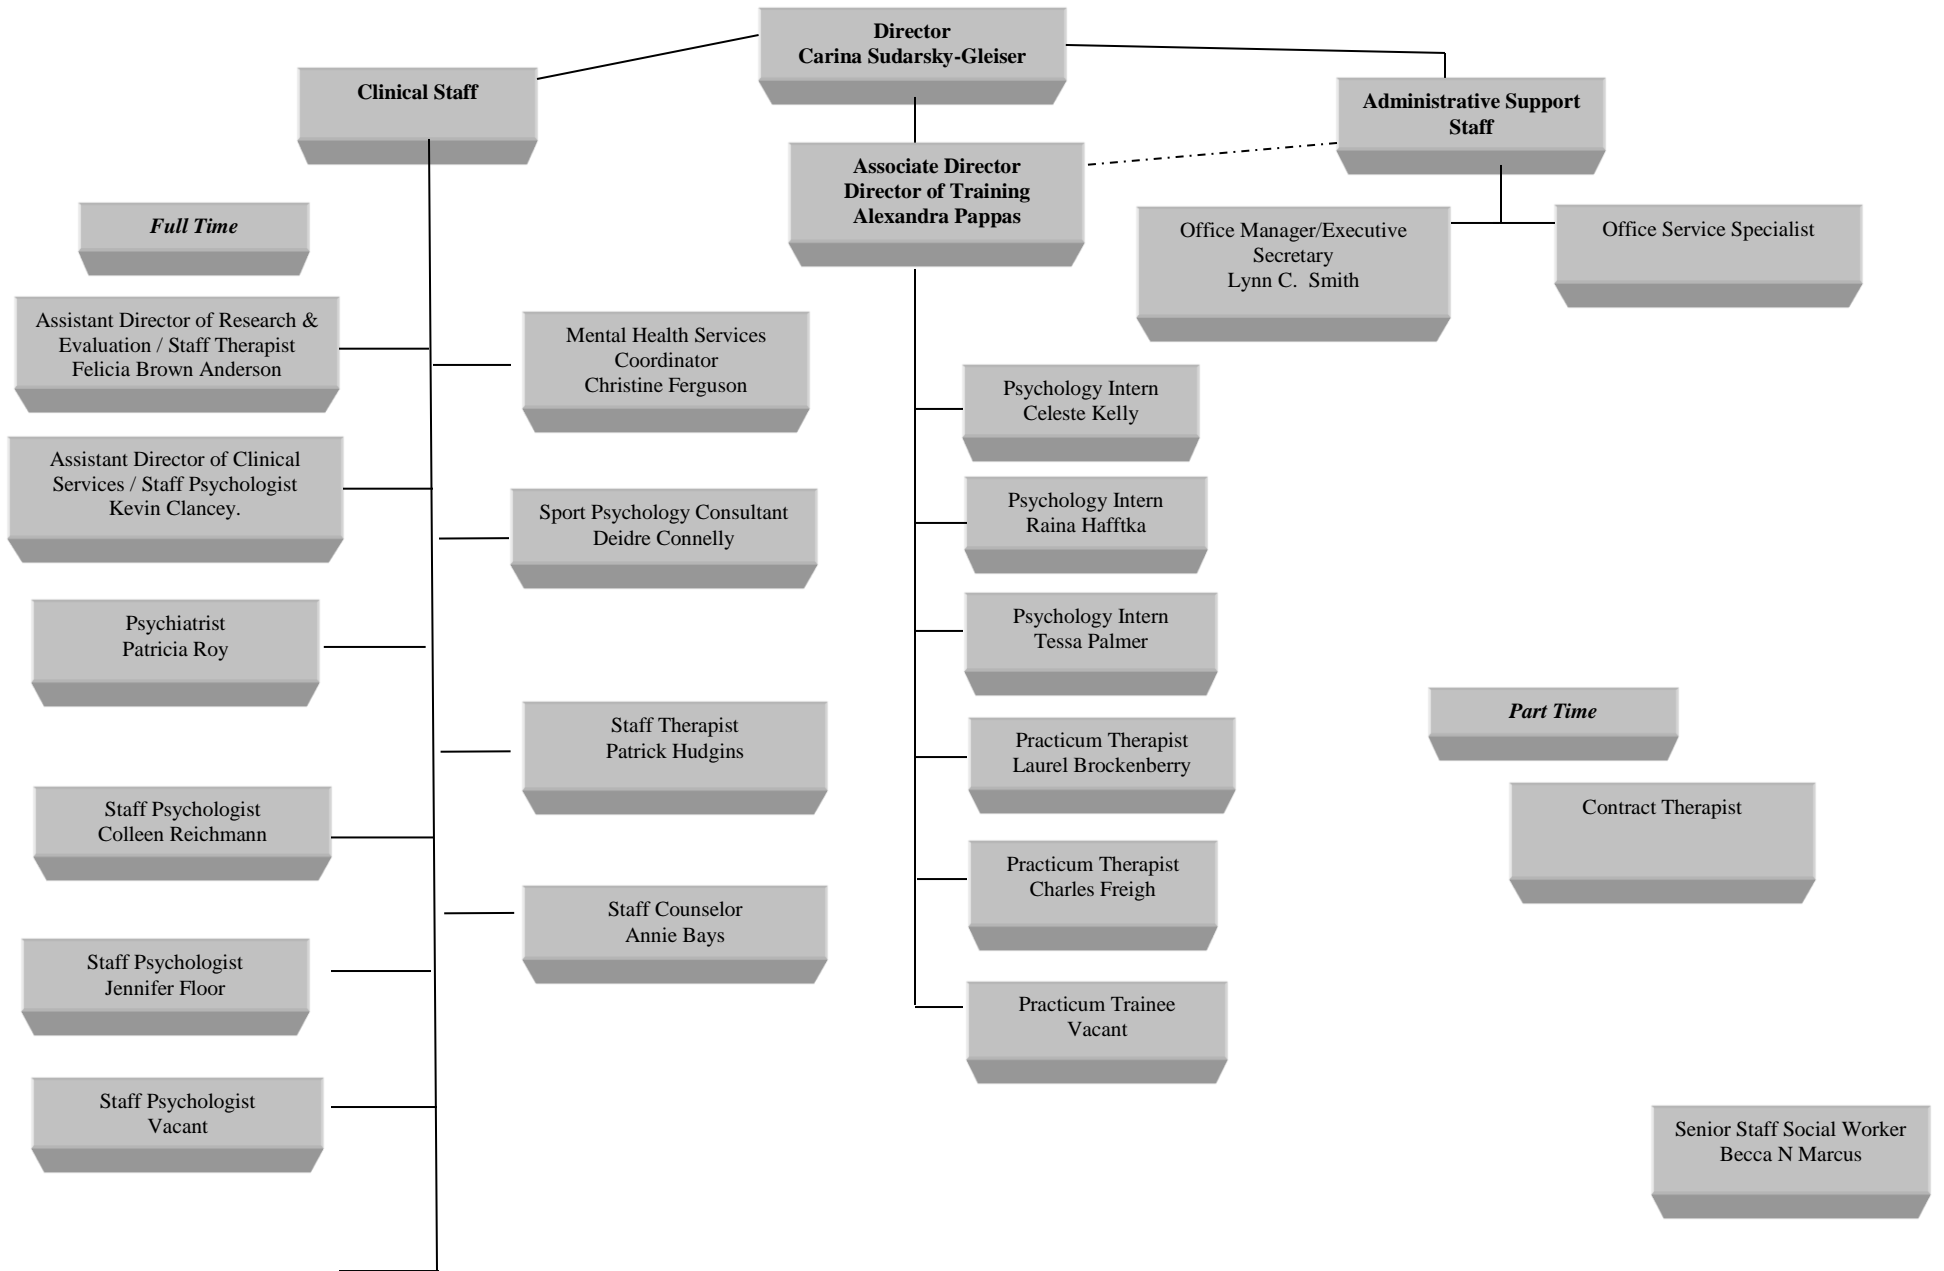 Director
Carina Sudarsky-Gleiser
Clinical Staff
Administrative Support
Staff
Associate Director
Director of Training
Alexandra Pappas
Full Time
Office Manager/Executive
Secretary
Lynn C.  Smith
Office Service Specialist
Assistant Director of Research &
Evaluation / Staff Therapist
Felicia Brown Anderson
Mental Health Services
Coordinator
Christine Ferguson
Psychology Intern
Celeste Kelly
Assistant Director of Clinical
Services / Staff Psychologist
Kevin Clancey.
Sport Psychology Consultant
Deidre Connelly
Psychology Intern
Raina Hafftka
Psychiatrist
Patricia Roy
Psychology Intern
Tessa Palmer
Staff Therapist
Patrick Hudgins
Practicum Therapist
Laurel Brockenberry
Part Time
Staff Psychologist
Colleen Reichmann
Contract Therapist
Practicum Therapist
Charles Freigh
Staff Counselor
Annie Bays
Staff Psychologist
Jennifer Floor
Practicum Trainee
Vacant
Staff Psychologist
Vacant
Senior Staff Social Worker
Becca N Marcus